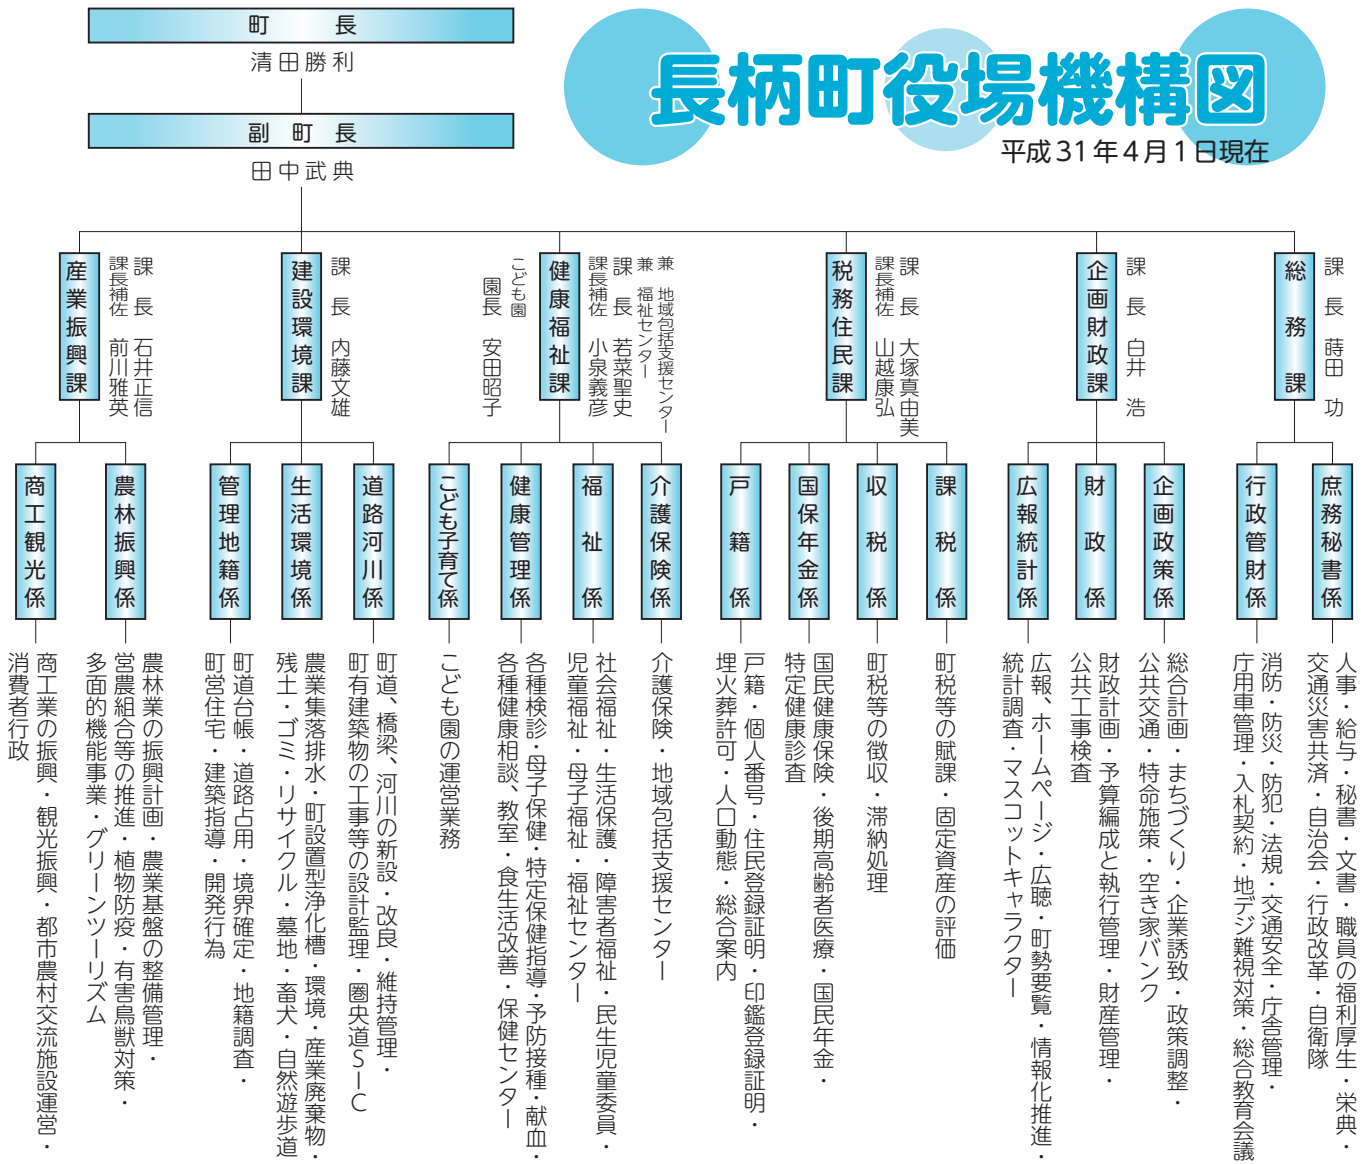 長柄町役場機構図
平成31年4月1日現在
町長
清田勝利
副町長
田中武典
総務課
課長 蒔田 功
企画財政課
課長 白井 浩
税務住民課
課長 大塚真由美
課長補佐 山越康弘
健康福祉課
兼 地域包括支援センター
兼 福祉センター
課長 若菜聖史
課長補佐 小泉義彦
こども園
園長 安田昭子
建設環境課
課長 内藤文雄
産業振興課
課長 石井正信
課長補佐 前川雅英
庶務秘書係
人事・給与・秘書・文書・職員の福利厚生・栄典・
交通災害共済・自治会・行政改革・自衛隊
行政管財係
消防・防災・防犯・法規・交通安全・庁舎管理・
庁用車管理・入札契約・地デジ難視対策・総合教育会議
企画政策係
総合計画・まちづくり・企業誘致・政策調整・
公共交通・特命施策・空き家バンク
財政係
財政計画・予算編成と執行管理・財産管理・
公共工事検査
広報統計係
広報、ホームページ・広聴・町勢要覧・情報化推進・
統計調査・マスコットキャラクター
課税係
町税等の賦課・固定資産の評価
収税係
町税等の徴収・滞納処理
国保年金係
国民健康保険・後期高齢者医療・国民年金・
特定健康診査
戸籍係
戸籍・個人番号・住民登録証明・印鑑登録証明・
埋火葬許可・人口動態・総合案内
介護保険係
介護保険・地域包括支援センター
福祉係
社会福祉・生活保護・障害者福祉・民生児童委員・
児童福祉・母子福祉・福祉センター
健康管理係
各種検診・母子保健・特定保健指導・予防接種・献血・
各種健康相談、教室・食生活改善・保健センター
こども子育て係
こども園の運営業務
道路河川係
町道、橋梁、河川の新設・改良・維持管理・
町有建築物の工事等の設計監理・圏央道SIC
生活環境係
農業集落排水・町設置型浄化槽・環境・産業廃棄物・
残土・ゴミ・リサイクル・墓地・畜犬・自然遊歩道
管理地籍係
町道台帳・道路占用・境界確定・地籍調査・
町営住宅・建築指導・開発行為
農林振興係
農林業の振興計画・農業基盤の整備管理・
営農組合等の推進・植物防疫・有害鳥獣対策・
多面的機能事業・グリーンツーリズム
商工観光係
商工業の振興・観光振興・都市農村交流施設運営・
消費者行政